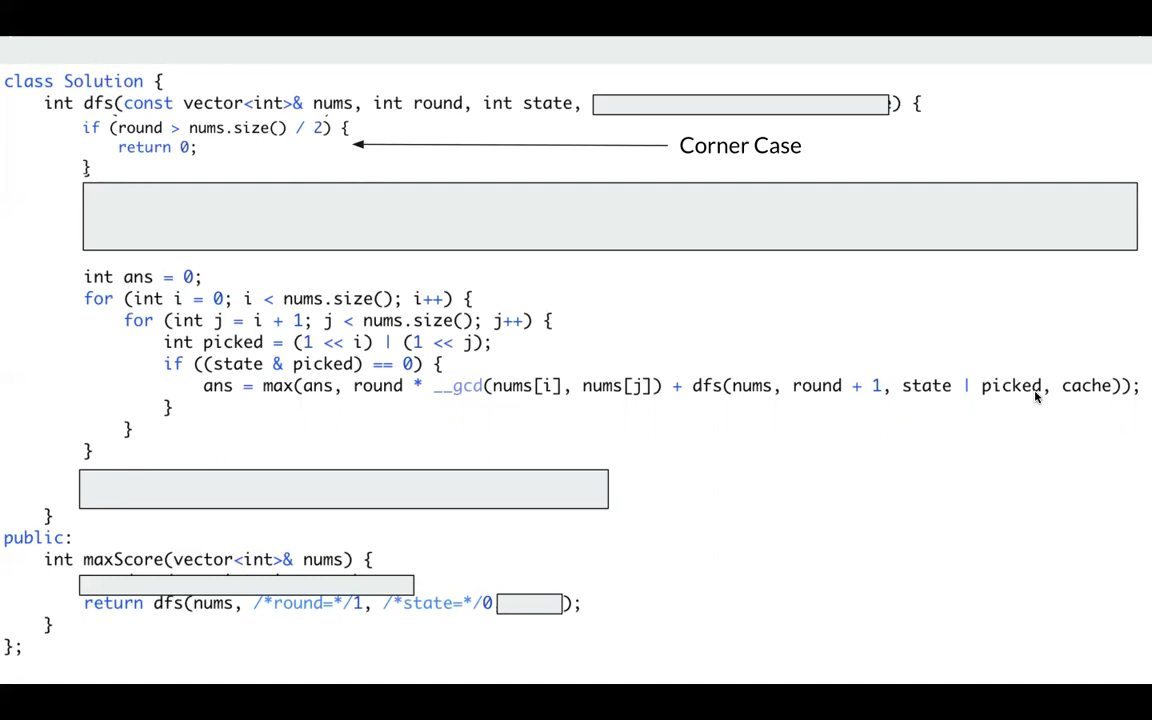 class Solution {
int dfs(const vector<int>& nums, int round, int state, ) {
if (round > nums.size() / 2) {
return 0;
Corner Case
}
int ans = 0;
for (int i = 0; i < nums.size(); i++) {
for (int j = i + 1; j < nums.size(); j++) {
int picked = (1 << i) | (1 << j);
if ((state & picked) == 0) {
ans = max(ans, round * __gcd(nums[i], nums[j]) + dfs(nums, round + 1, state | picked, cache));
}
}
}
}
public:
int maxScore(vector<int>& nums) {
return dfs(nums, /*round=*/1, /*state=*/0 );
}
};